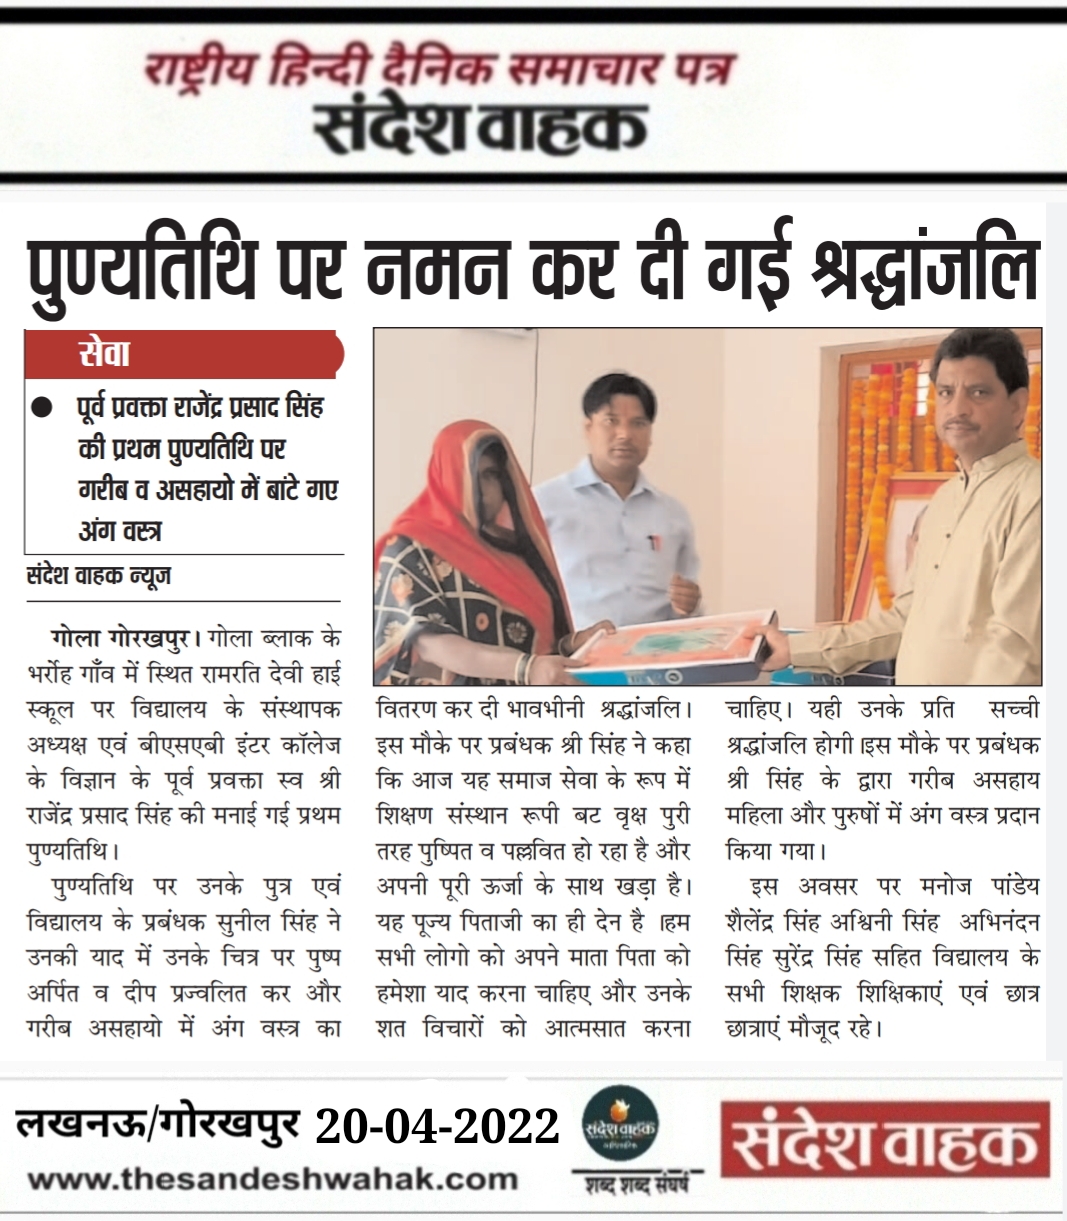 राष्ट्रीय हिन्दी दैनिक समाचार पत्र
संदेश वाहक
पुण्यतिथि पर नमन कर दी गई श्रद्धांजलि
सेवा
● पूर्व प्रवक्ता राजेंद्र प्रसाद सिंह
की प्रथम पुण्यतिथि पर
गरीब व असहायो में बांटे गए
अंग वस्त्र
संदेश वाहक न्यूज
गोला गोरखपुर। गोला ब्लाक के
भर्रोह गाँव में स्थित रामरति देवी हाई
स्कूल पर विद्यालय के संस्थापक
अध्यक्ष एवं बीएसएबी इंटर कॉलेज
के विज्ञान के पूर्व प्रवक्ता स्व श्री
राजेंद्र प्रसाद सिंह की मनाई गई प्रथम
पुण्यतिथि।
पुण्यतिथि पर उनके पुत्र एवं
विद्यालय के प्रबंधक सुनील सिंह ने
उनकी याद में उनके चित्र पर पुष्प
अर्पित व दीप प्रज्वलित कर और
गरीब असहायो में अंग वस्त्र का
वितरण कर दी भावभीनी श्रद्धांजलि।
इस मौके पर प्रबंधक श्री सिंह ने कहा
कि आज यह समाज सेवा के रूप में
शिक्षण संस्थान रूपी बट वृक्ष पुरी
तरह पुष्पित व पल्लवित हो रहा है और
अपनी पूरी ऊर्जा के साथ खड़ा है।
यह पूज्य पिताजी का ही देन है ।हम
सभी लोगो को अपने माता पिता को
हमेशा याद करना चाहिए और उनके
शत विचारों को आत्मसात करना
चाहिए। यही उनके प्रति सच्ची
श्रद्धांजलि होगी।इस मौके पर प्रबंधक
श्री सिंह के द्वारा गरीब असहाय
महिला और पुरुषों में अंग वस्त्र प्रदान
किया गया।
इस अवसर पर मनोज पांडेय
शैलेंद्र सिंह अश्विनी सिंह अभिनंदन
सिंह सुरेंद्र सिंह सहित विद्यालय के
सभी शिक्षक शिक्षिकाएं एवं छात्र
छात्राएं मौजूद रहे।
लखनऊ/गोरखपुर 20-04-2022
www.thesandeshwahak.com
संदेश वाहक
शब्द शब्द संघर्ष
संदेश वाहक